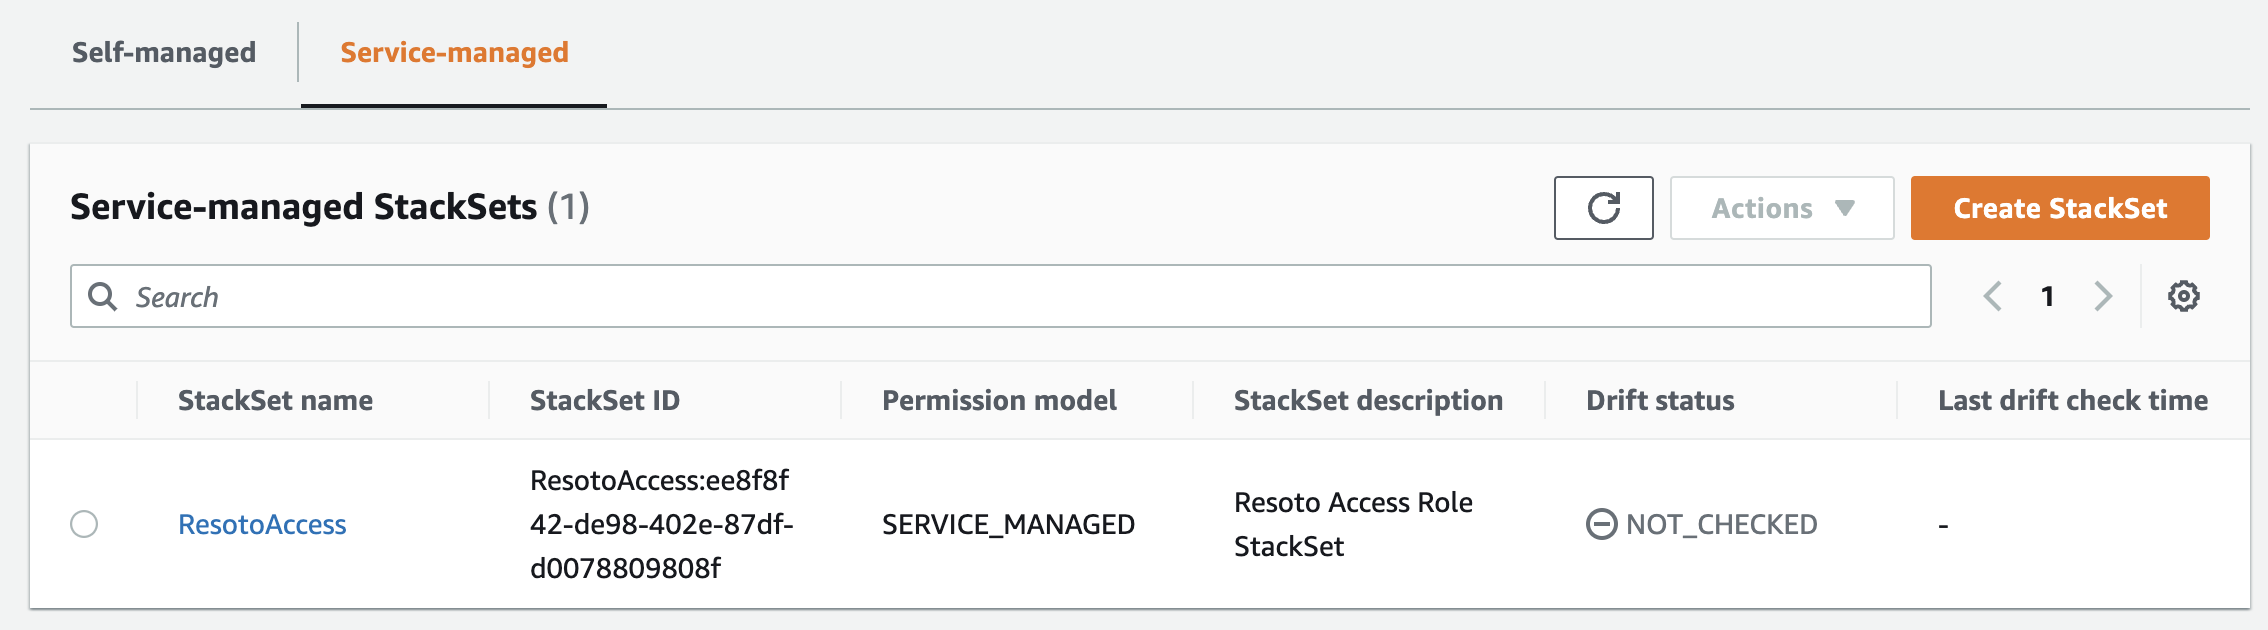 Self-managed
Service-managed
Service-managed StackSets (1)
Actions
Create StackSet
Search
1
StackSet name
StackSet ID
Permission model
StackSet description
Drift status
Last drift check time
ResotoAccess
ResotoAccess:ee8f8f
42-de98-402e-87df-
d0078809808f
SERVICE_MANAGED
Resoto Access Role
StackSet
NOT_CHECKED
-